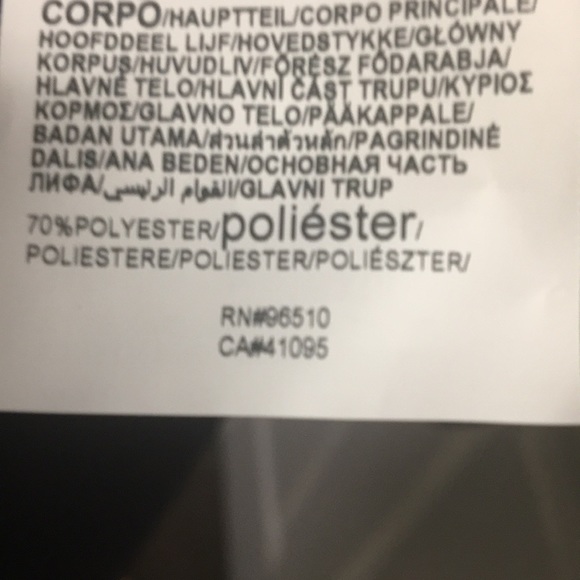 CORPO/HAUPTTEIL/CORPO PRINCIPALE/
HOOFDDEEL LIJF/HOVEDSTYKKE/GŁÓWNY
KORPUS/HUVUDLIV/FŐRÉSZ FŐDARABJA/
HLAVNÉ TELO/HLAVNÍ ČÁST TRUPU/ΚΥΡΙΟΣ
ΚΟΡΜΟΣ/GLAVNO TELO/PÄÄKAPPALE/
BADAN UTAMA/ส่วนลำตัวหลัก/PAGRINDINĖ
DALIS/ANA BEDEN/ОСНОВНАЯ ЧАСТЬ
ЛИФА/القوام الرئيسي/GLAVNI TRUP
70%POLYESTER/poliéster/
POLIESTERE/POLIESTER/POLIÉSZTER/
RN#96510
CA#41095